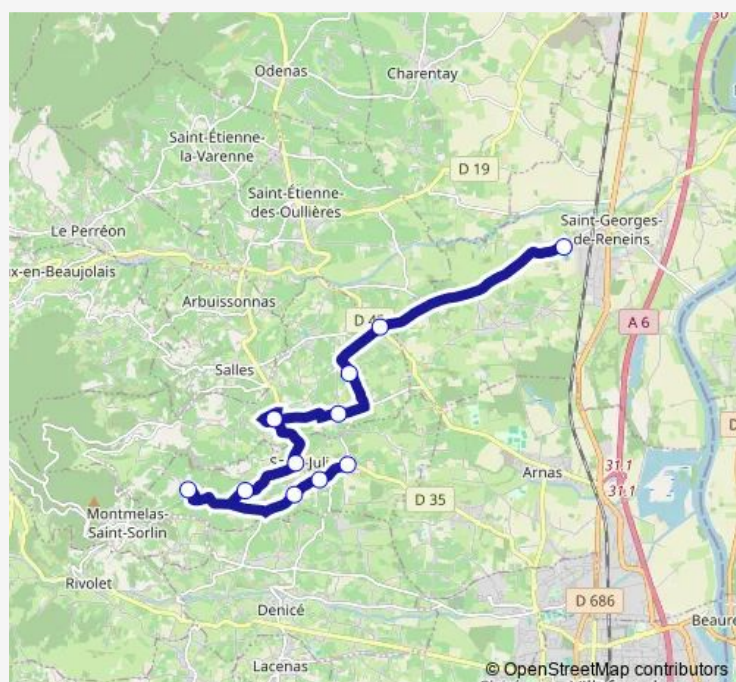 30
Odenas
Charentay
Saint-Étienne-
la-Varenne
D 19
Saint-Étienne-
des-Oullières
Saint-Georges-
de-Reneins
Le Perréon
ux-en-Beaujolais
Arbuissonnas
A 6
Salles
D
Arnas
31.1
31.1
D 35
Montmelas-
Saint-Sorlin
Rivolet
D 686
Denicé
Beaure
Lacenas
© OpenStreetMap contributors